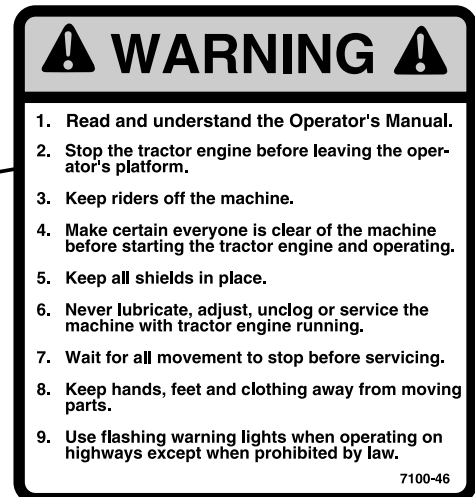 WARNING
1. Read and understand the Operator's Manual.
2. Stop the tractor engine before leaving the oper-
ator's platform.
3. Keep riders off the machine.
4. Make certain everyone is clear of the machine
before starting the tractor engine and operating.
5. Keep all shields in place.
6. Never lubricate, adjust, unclog or service the
machine with tractor engine running.
7. Wait for all movement to stop before servicing.
8. Keep hands, feet and clothing away from moving
parts.
9. Use flashing warning lights when operating on
highways except when prohibited by law.
7100-46